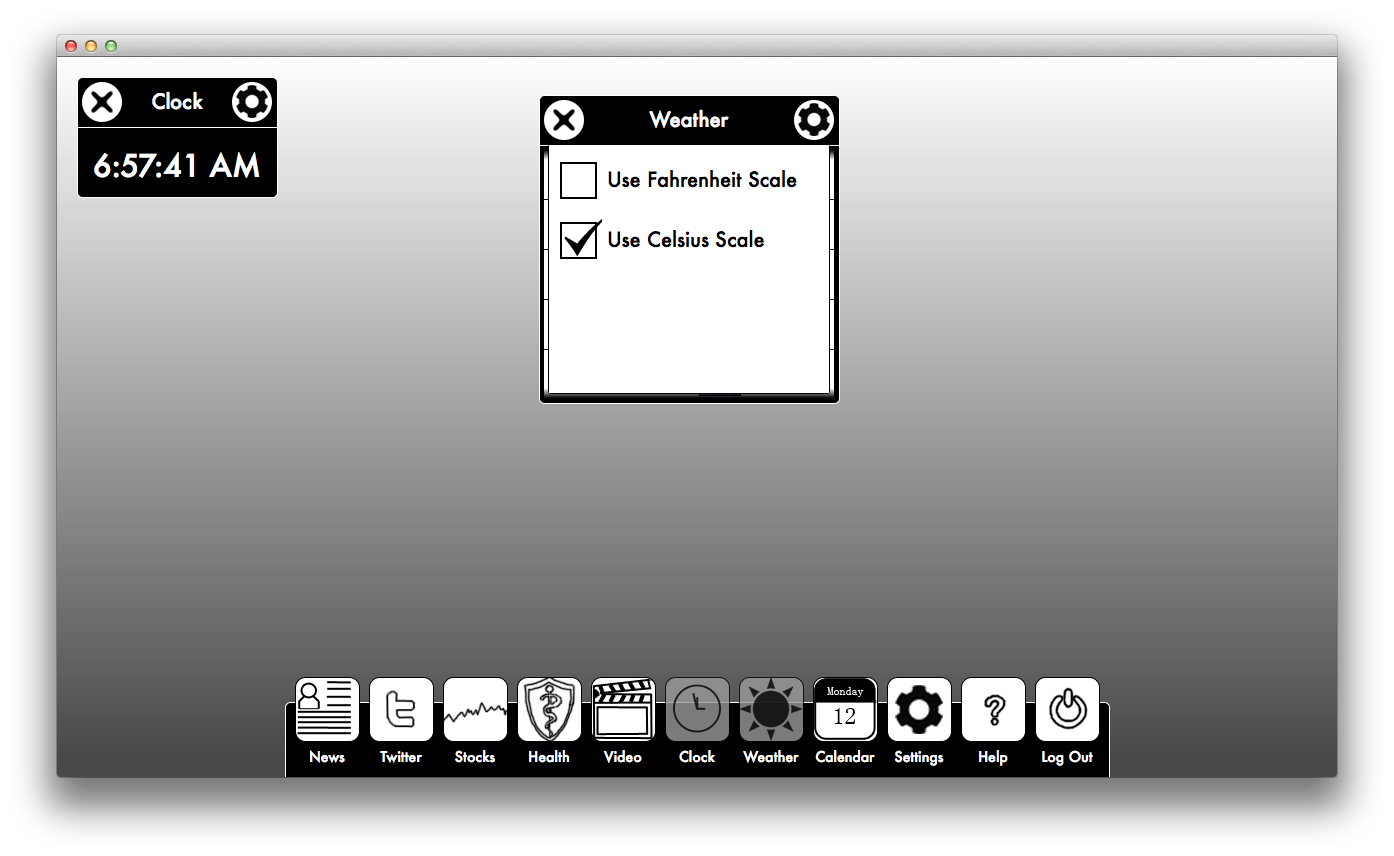 Clock
6:57:41 AM
Weather
Use Fahrenheit Scale
Use Celsius Scale
Monday
12
News
Twitter
Stocks
Health
Video
Clock
Weather
Calendar
Settings
Help
Log Out